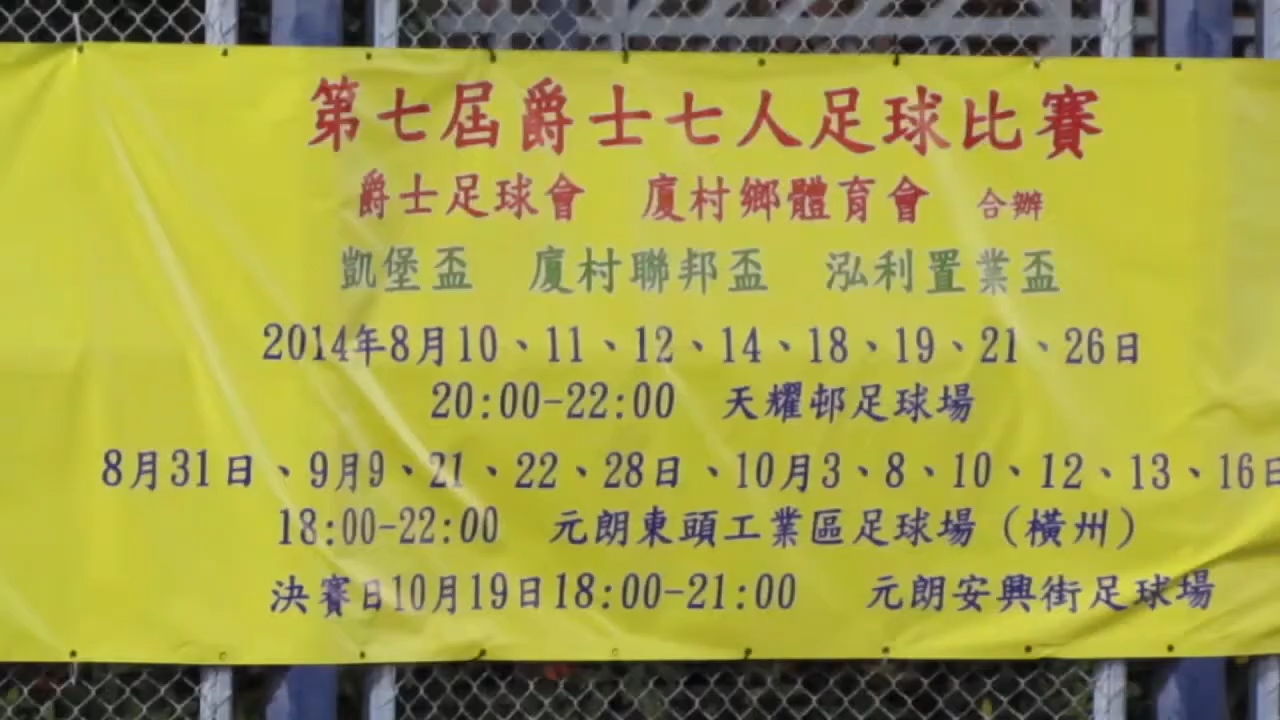 第七屆爵士七人足球比賽
爵士足球會 廈村鄉體育會 合辦
凱堡盃 廈村聯邦盃 泓利置業盃
2014年8月10、11、12、14、18、19、21、26日
20:00-22:00 天耀邨足球場
8月31日、9月9、21、22、28日、10月3、8、10、12、13、16日
18:00-22:00 元朗東頭工業區足球場（橫州）
決賽日10月19日18:00-21:00 元朗安興街足球場